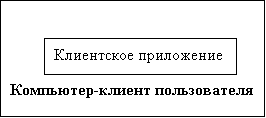 Клиентское приложение
Компьютер-клиент пользователя